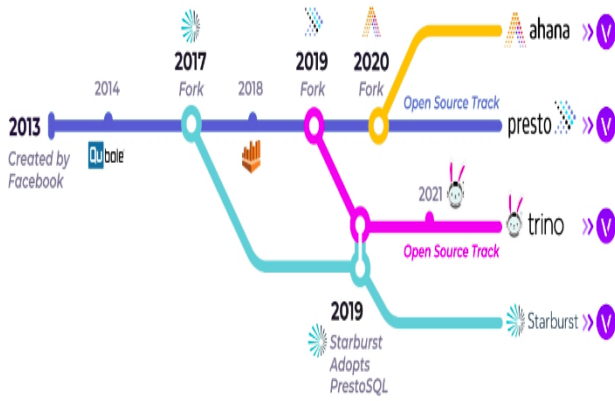 2017
Fork
2019
Fork
2020
Fork
ahana
V
2014
2018
Open Source Track
2013
Created by
Facebook
Qubole
presto
V
2021
trino
V
Open Source Track
2019
Starburst
Adopts
PrestoSQL
Starburst
V